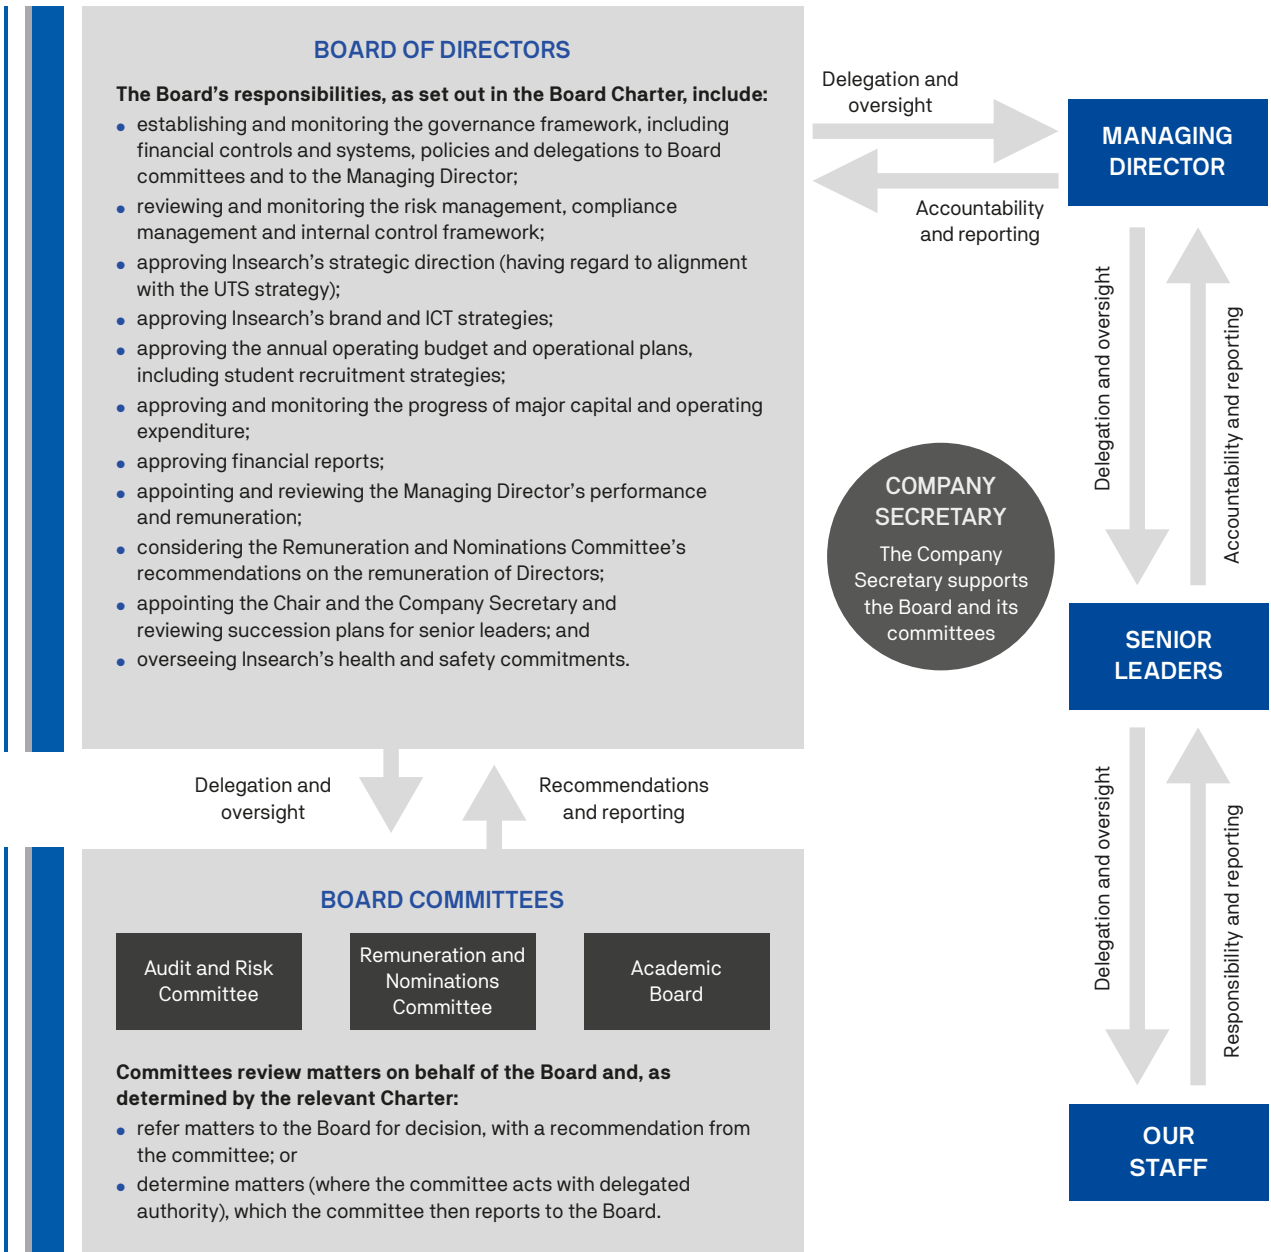 BOARD OF DIRECTORS
The Board’s responsibilities, as set out in the Board Charter, include:
• establishing and monitoring the governance framework, including
financial controls and systems, policies and delegations to Board
committees and to the Managing Director;
• reviewing and monitoring the risk management, compliance
management and internal control framework;
• approving Insearch’s strategic direction (having regard to alignment
with the UTS strategy);
• approving Insearch’s brand and ICT strategies;
• approving the annual operating budget and operational plans,
including student recruitment strategies;
• approving and monitoring the progress of major capital and operating
expenditure;
• approving financial reports;
• appointing and reviewing the Managing Director’s performance
and remuneration;
• considering the Remuneration and Nominations Committee’s
recommendations on the remuneration of Directors;
• appointing the Chair and the Company Secretary and
reviewing succession plans for senior leaders; and
• overseeing Insearch’s health and safety commitments.
Delegation and
oversight
Accountability
and reporting
MANAGING
DIRECTOR
Delegation and oversight
Accountability and reporting
COMPANY
SECRETARY
The Company
Secretary supports
the Board and its
committees
SENIOR
LEADERS
Delegation and oversight
Responsibility and reporting
OUR
STAFF
Delegation and
oversight
Recommendations
and reporting
BOARD COMMITTEES
Audit and Risk
Committee
Remuneration and
Nominations
Committee
Academic
Board
Committees review matters on behalf of the Board and, as
determined by the relevant Charter:
• refer matters to the Board for decision, with a recommendation from
the committee; or
• determine matters (where the committee acts with delegated
authority), which the committee then reports to the Board.